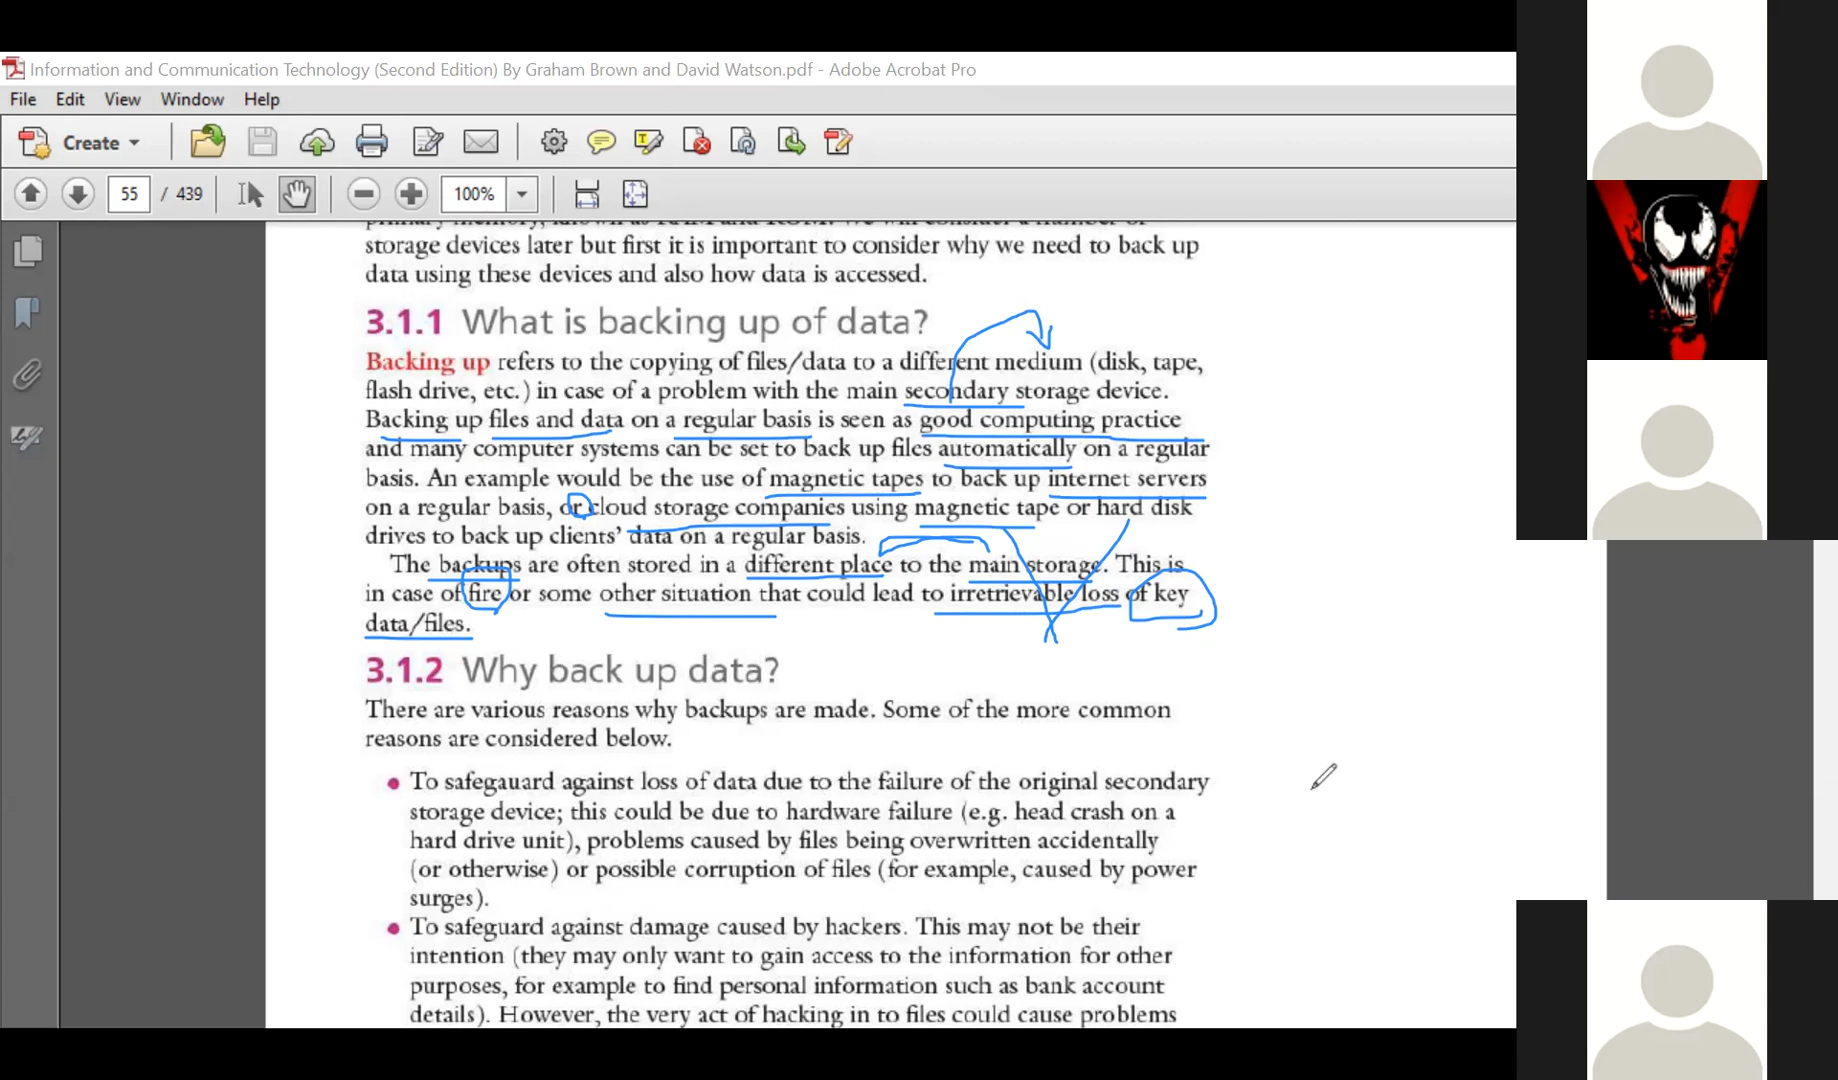 Information and Communication Technology (Second Edition) By Graham Brown and David Watson.pdf - Adobe Acrobat Pro
File Edit View Window Help
Create
55 / 439 100%
primary memory, known as RAM and ROM. We will consider a number of
storage devices later but first it is important to consider why we need to back up
data using these devices and also how data is accessed.
3.1.1 What is backing up of data?
Backing up refers to the copying of files/data to a different medium (disk, tape,
flash drive, etc.) in case of a problem with the main secondary storage device.
Backing up files and data on a regular basis is seen as good computing practice
and many computer systems can be set to back up files automatically on a regular
basis. An example would be the use of magnetic tapes to back up internet servers
on a regular basis, or cloud storage companies using magnetic tape or hard disk
drives to back up clients' data on a regular basis.
The backups are often stored in a different place to the main storage. This is
in case of fire or some other situation that could lead to irretrievable loss of key
data/files.
3.1.2 Why back up data?
There are various reasons why backups are made. Some of the more common
reasons are considered below.
● To safegauard against loss of data due to the failure of the original secondary
storage device; this could be due to hardware failure (e.g. head crash on a
hard drive unit), problems caused by files being overwritten accidentally
(or otherwise) or possible corruption of files (for example, caused by power
surges).
● To safeguard against damage caused by hackers. This may not be their
intention (they may only want to gain access to the information for other
purposes, for example to find personal information such as bank account
details). However, the very act of hacking in to files could cause problems